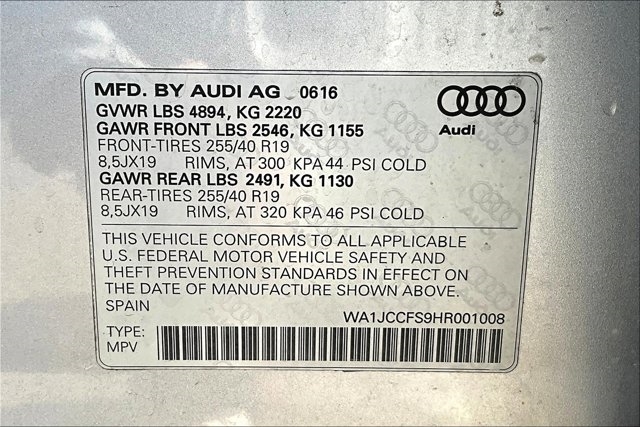 MFD. BY AUDI AG 0616
GVWR LBS 4894, KG 2220
GAWR FRONT LBS 2546, KG 1155
FRONT-TIRES 255/40 R19
8,5JX19 RIMS, AT 300 KPA 44 PSI COLD
GAWR REAR LBS 2491, KG 1130
REAR-TIRES 255/40 R19
8,5JX19 RIMS, AT 320 KPA 46 PSI COLD
Audi
THIS VEHICLE CONFORMS TO ALL APPLICABLE
U.S. FEDERAL MOTOR VEHICLE SAFETY AND
THEFT PREVENTION STANDARDS IN EFFECT ON
THE DATE OF MANUFACTURE SHOWN ABOVE.
SPAIN
WA1JCCFS9HR001008
TYPE:
MPV